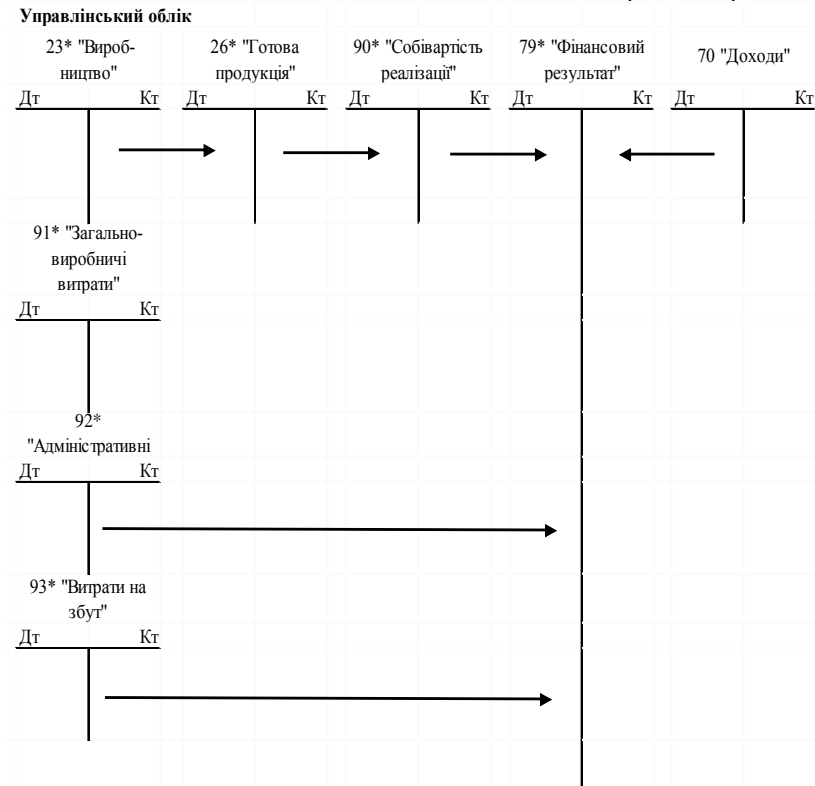 Управлінський облік
23* "Вироб-
ництво"
26* "Готова
продукція"
90* "Собівартість
реалізації"
79* "Фінансовий
результат"
70 "Доходи"
Дт Кт Дт Кт Дт Кт Дт Кт Дт Кт
91* "Загально-
виробничі
витрати"
Дт Кт
92*
"Адміністративні
Дт Кт
93* "Витрати на
збут"
Дт Кт